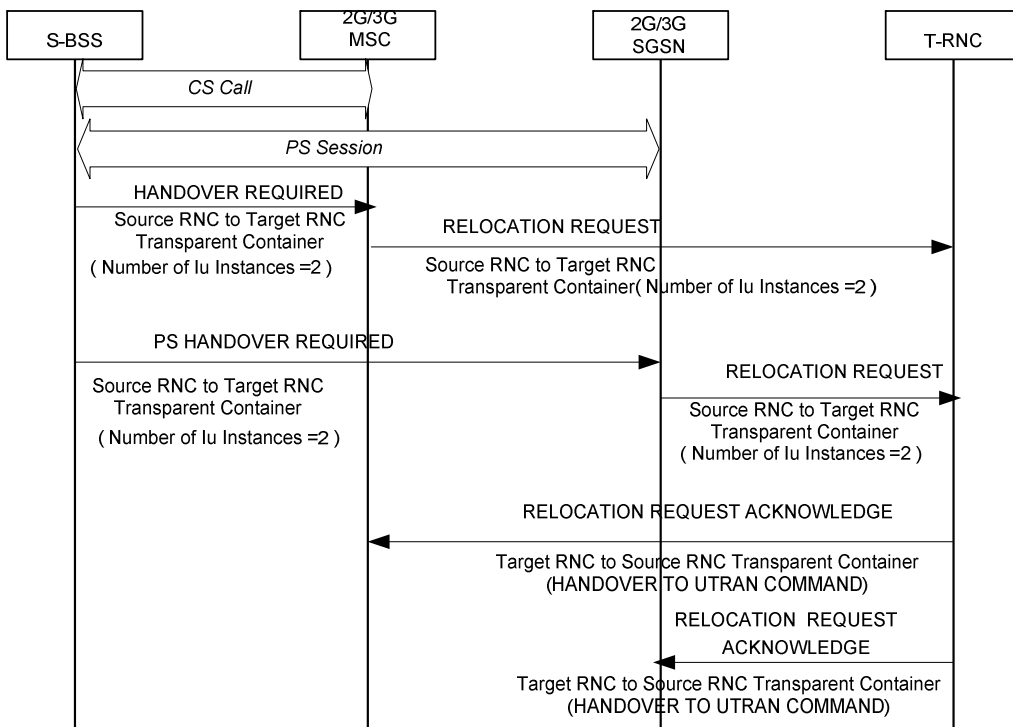 S-BSS
2G/3G
MSC
2G/3G
SGSN
T-RNC
CS Call
PS Session
HANDOVER REQUIRED
Source RNC to Target RNC
Transparent Container
( Number of Iu Instances =2 )
RELOCATION REQUEST
Source RNC to Target RNC
Transparent Container( Number of Iu Instances =2 )
PS HANDOVER REQUIRED
Source RNC to Target RNC
Transparent Container
( Number of Iu Instances =2 )
RELOCATION REQUEST
Source RNC to Target RNC
Transparent Container
( Number of Iu Instances =2 )
RELOCATION REQUEST ACKNOWLEDGE
Target RNC to Source RNC Transparent Container
(HANDOVER TO UTRAN COMMAND)
RELOCATION REQUEST
ACKNOWLEDGE
Target RNC to Source RNC Transparent Container
(HANDOVER TO UTRAN COMMAND)